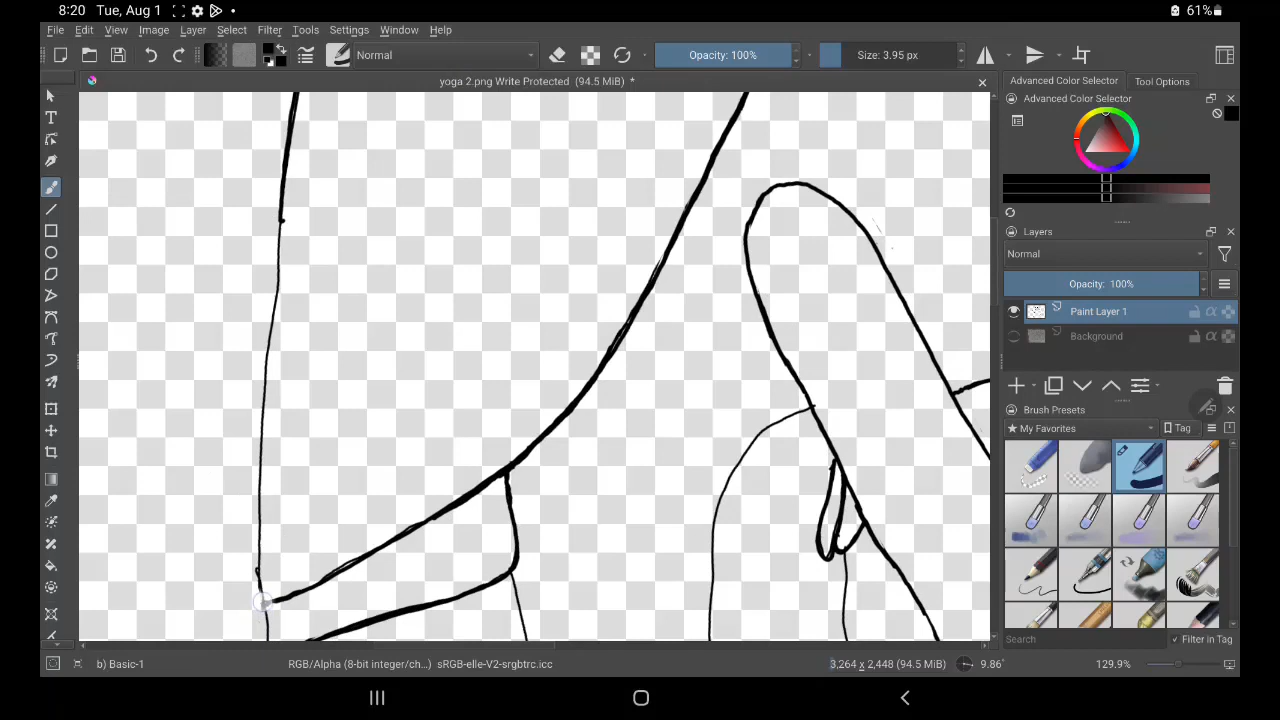 8:20 Tue, Aug 1 61%
File Edit View Image Layer Select Filter Tools Settings Window Help
Normal Opacity: 100% Size: 3.95 px
yoga 2.png Write Protected (94.5 MiB) *
Advanced Color Selector Tool Options
Advanced Color Selector
Layers
Normal
Opacity: 100%
Paint Layer 1
Background
Brush Presets
★ My Favorites Tag
Search ✓ Filter in Tag
b) Basic-1 RGB/Alpha (8-bit integer/ch...) sRGB-elle-V2-srgbtrc.icc 3,264 x 2,448 (94.5 MiB) 9.86° 129.9%